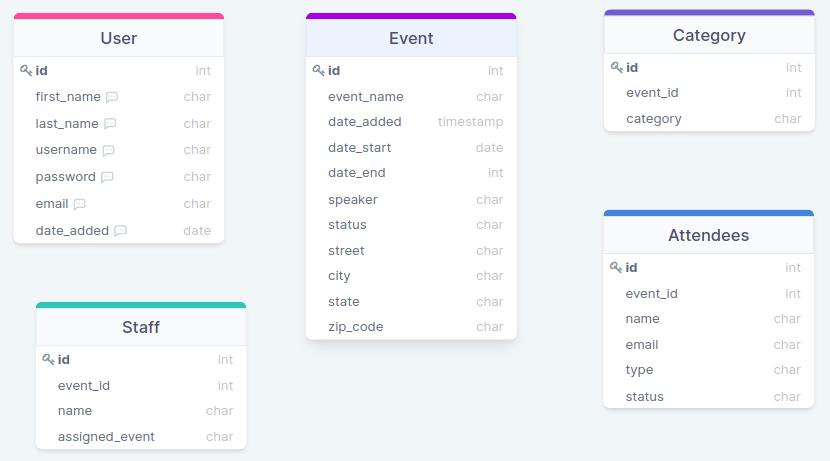 User
id int
first_name char
last_name char
username char
password char
email char
date_added date
Event
id int
event_name char
date_added timestamp
date_start date
date_end int
speaker char
status char
street char
city char
state char
zip_code char
Category
id int
event_id int
category char
Attendees
id int
event_id int
name char
email char
type char
status char
Staff
id int
event_id int
name char
assigned_event char